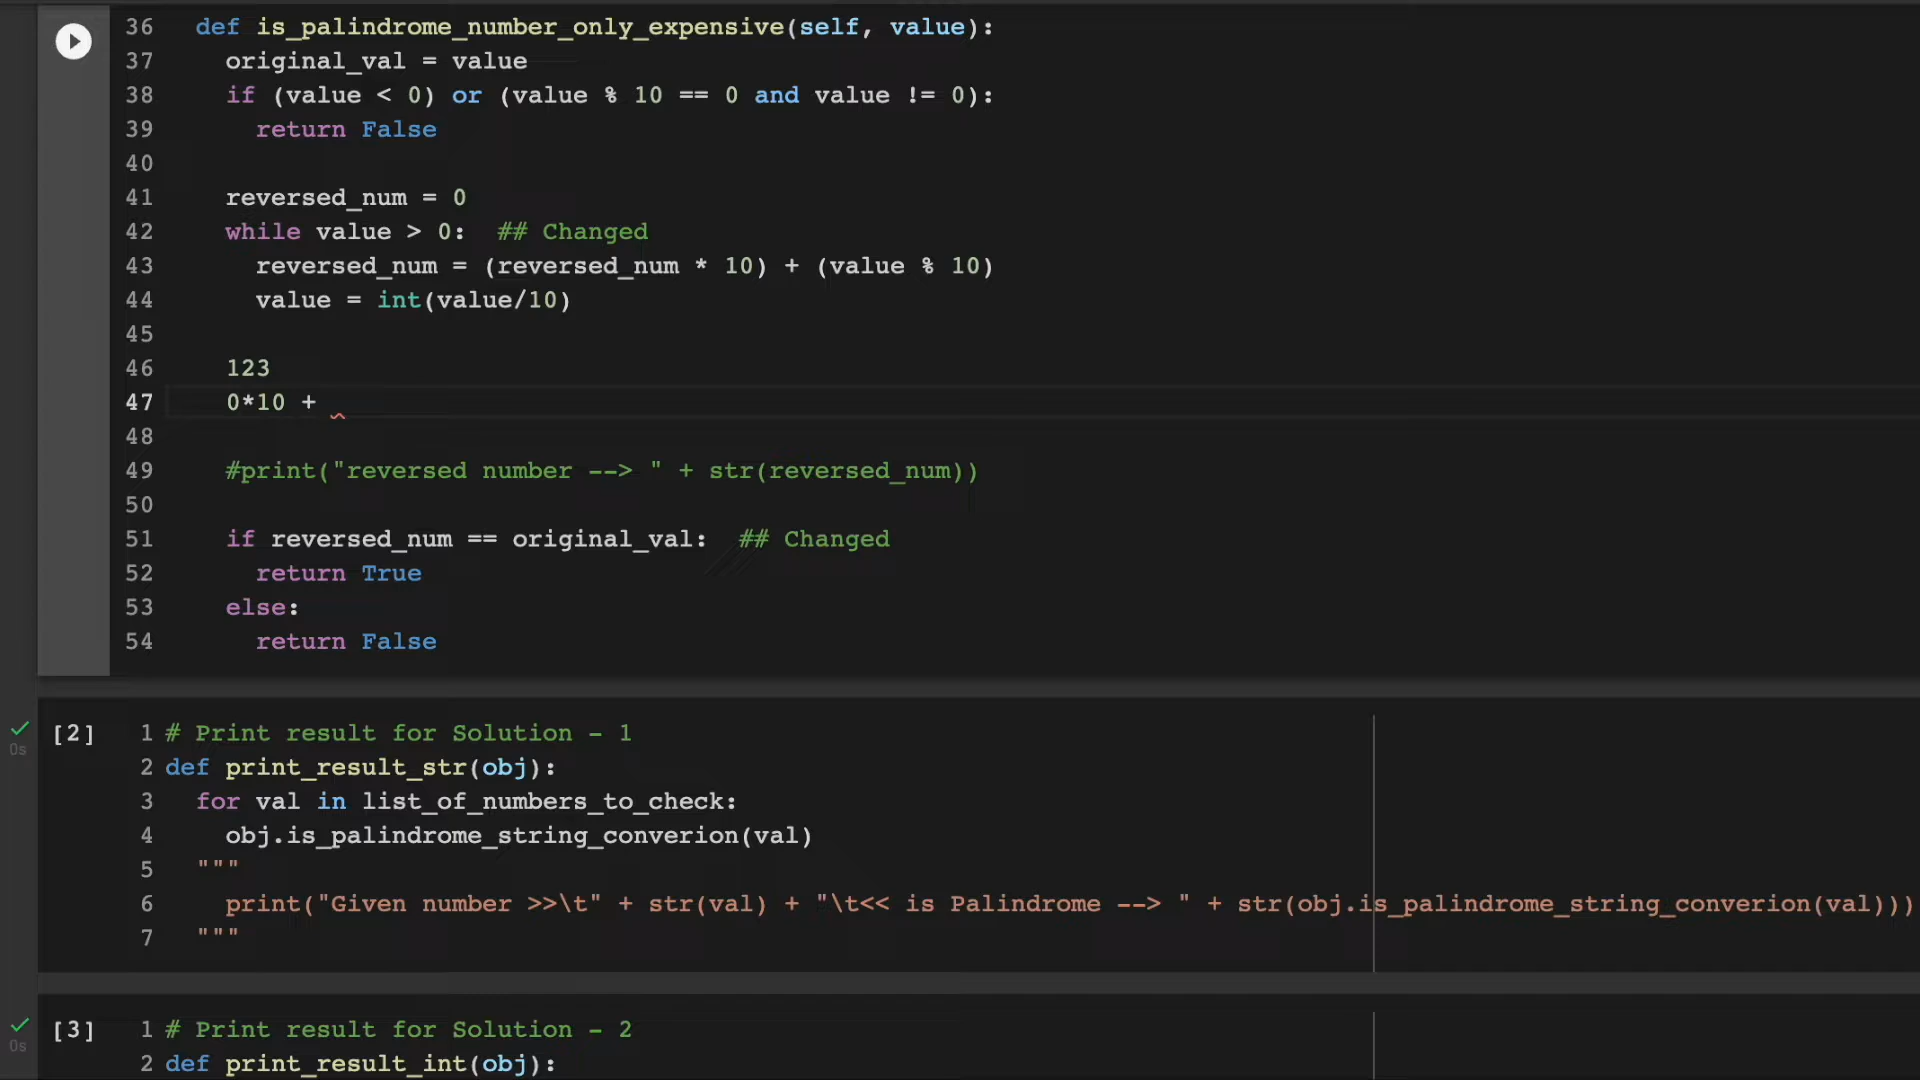 36 def is_palindrome_number_only_expensive(self, value):
37 original_val = value
38 if (value < 0) or (value % 10 == 0 and value != 0):
39 return False
40
41 reversed_num = 0
42 while value > 0:  ## Changed
43 reversed_num = (reversed_num * 10) + (value % 10)
44 value = int(value/10)
45
46 123
47 0*10 +
48
49 #print("reversed number --> " + str(reversed_num))
50
51 if reversed_num == original_val:  ## Changed
52 return True
53 else:
54 return False
[2] 1 # Print result for Solution - 1
0s
2 def print_result_str(obj):
3 for val in list_of_numbers_to_check:
4 obj.is_palindrome_string_converion(val)
5 """
6 print("Given number >>\t" + str(val) + "\t<< is Palindrome --> " + str(obj.is_palindrome_string_converion(val)))
7 """
[3] 1 # Print result for Solution - 2
0s
2 def print_result_int(obj):